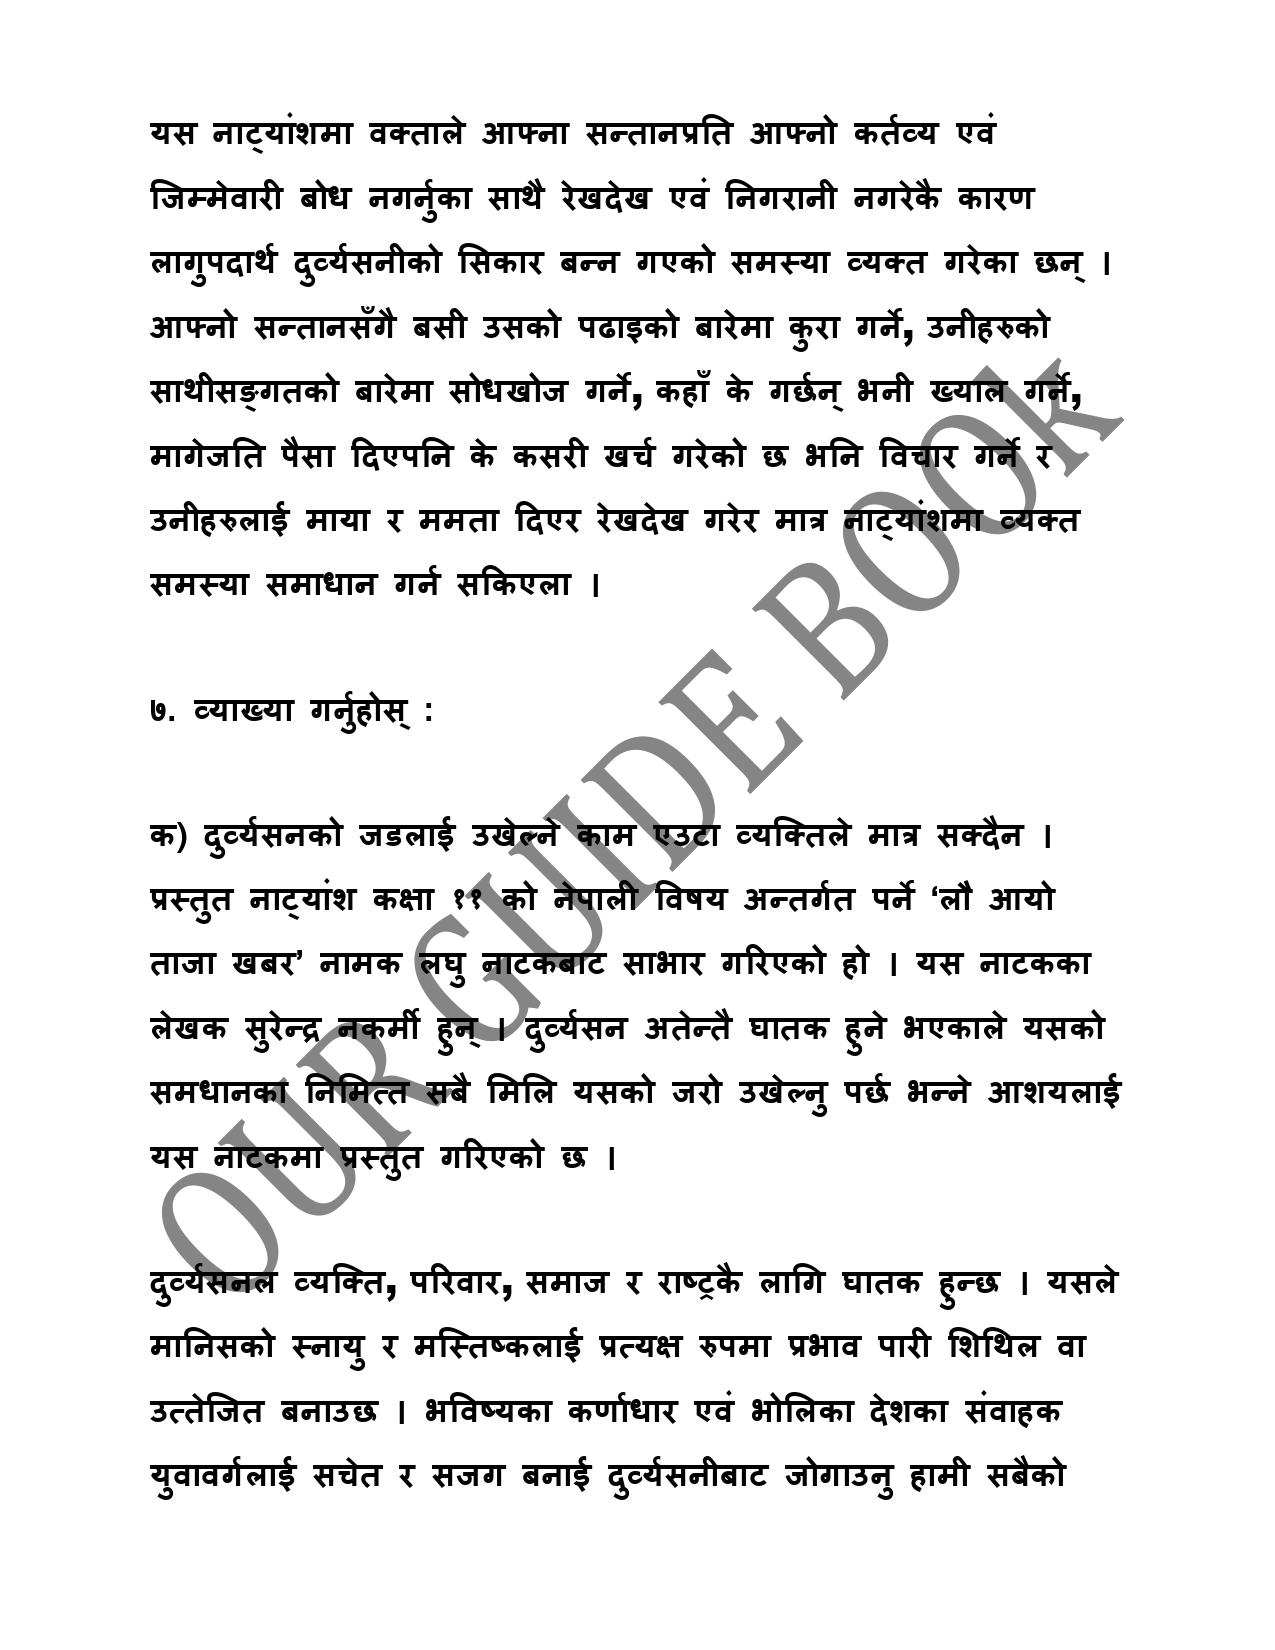 यस नाट्यांशमा वक्ताले आफ्ना सन्तानप्रति आफ्नो कर्तव्य एवं
जिम्मेवारी बोध नगर्नुका साथै रेखदेख एवं निगरानी नगरेकै कारण
लागुपदार्थ दुर्व्यसनीको सिकार बन्न गएको समस्या व्यक्त गरेका छन् ।
आफ्नो सन्तानसँगै बसी उसको पढाइको बारेमा कुरा गर्ने, उनीहरुको
साथीसङ्गतको बारेमा सोधखोज गर्ने, कहाँ के गर्छन् भनी ख्याल गर्ने,
मागेजति पैसा दिएपनि के कसरी खर्च गरेको छ भनि विचार गर्ने र
उनीहरुलाई माया र ममता दिएर रेखदेख गरेर मात्र नाट्यांशमा व्यक्त
समस्या समाधान गर्न सकिएला ।
७. व्याख्या गर्नुहोस् :
क) दुर्व्यसनको जडलाई उखेल्ने काम एउटा व्यक्तिले मात्र सक्दैन ।
प्रस्तुत नाट्यांश कक्षा ११ को नेपाली विषय अन्तर्गत पर्ने ‘लौ आयो
ताजा खबर’ नामक लघु नाटकबाट साभार गरिएको हो । यस नाटकका
लेखक सुरेन्द्र नकर्मी हुन् । दुर्व्यसन अतेन्तै घातक हुने भएकाले यसको
समधानका निमित्त सबै मिलि यसको जरो उखेल्नु पर्छ भन्ने आशयलाई
यस नाटकमा प्रस्तुत गरिएको छ ।
दुर्व्यसनल व्यक्ति, परिवार, समाज र राष्ट्रकै लागि घातक हुन्छ । यसले
मानिसको स्नायु र मस्तिष्कलाई प्रत्यक्ष रुपमा प्रभाव पारी शिथिल वा
उत्तेजित बनाउछ । भविष्यका कर्णाधार एवं भोलिका देशका संवाहक
युवावर्गलाई सचेत र सजग बनाई दुर्व्यसनीबाट जोगाउनु हामी सबैको
OUR GUIDE BOOk